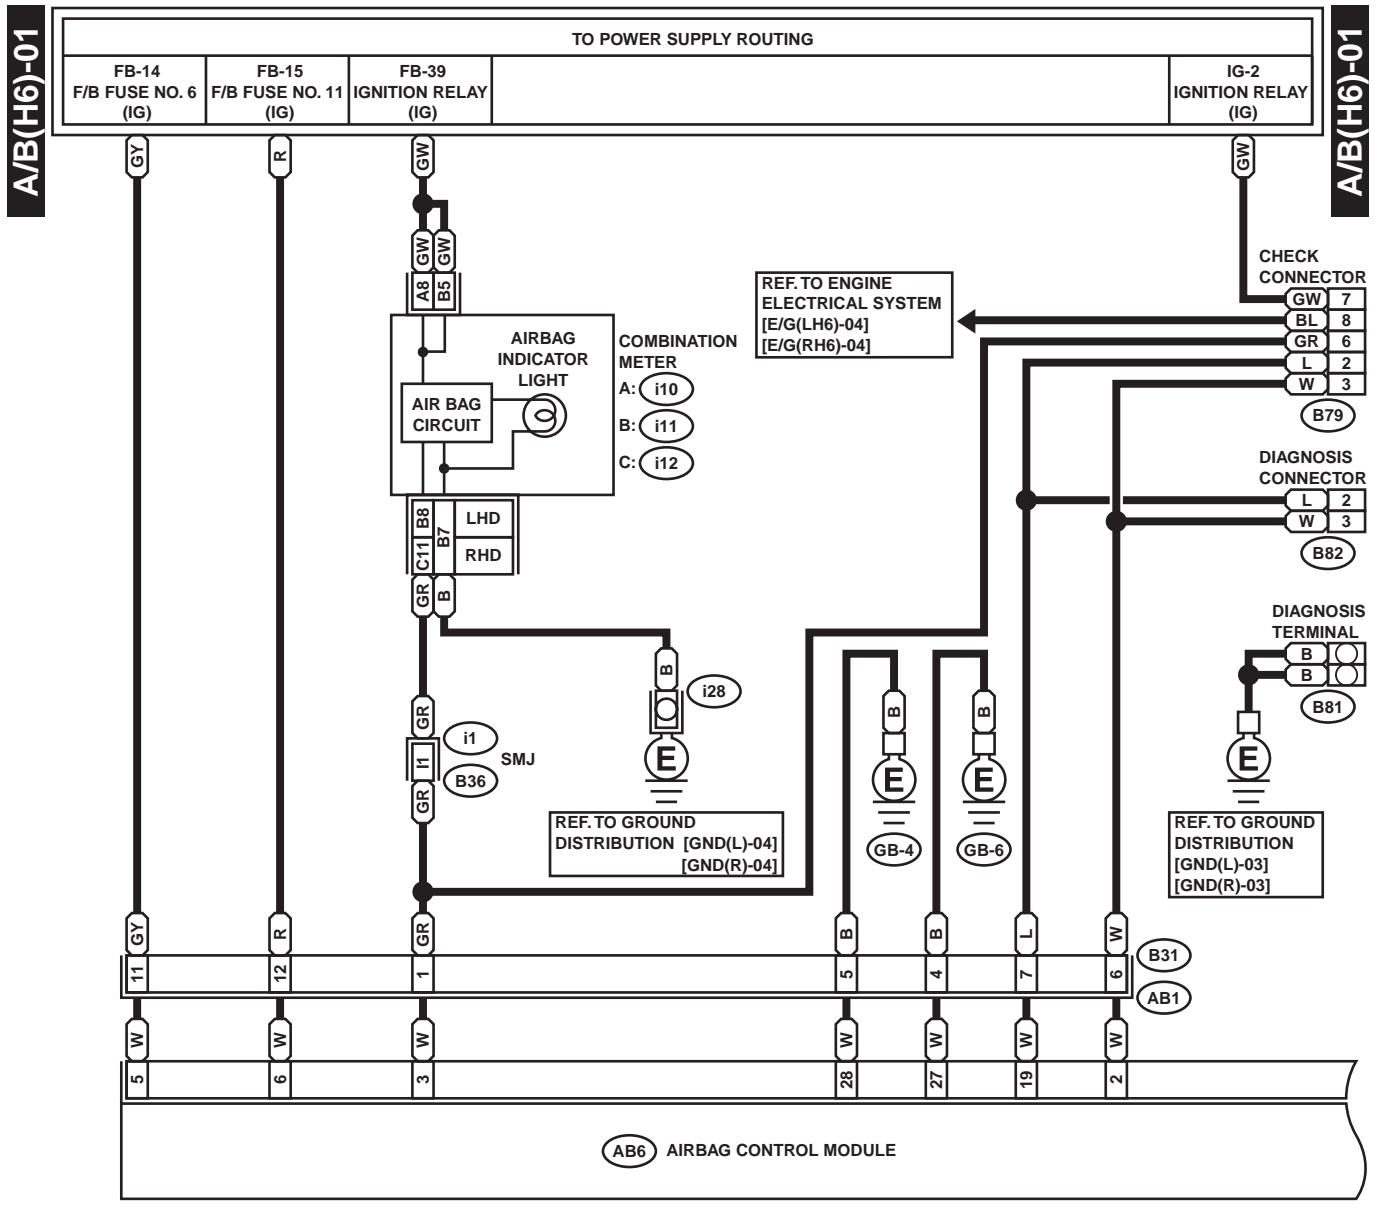 A/B(H6)-01
A/B(H6)-01
TO POWER SUPPLY ROUTING
FB-14
F/B FUSE NO. 6
(IG)
FB-15
F/B FUSE NO. 11
(IG)
FB-39
IGNITION RELAY
(IG)
IG-2
IGNITION RELAY
(IG)
GY
R
GW
GW
GW
GW
A8
B5
CHECK
CONNECTOR
GW 7
BL 8
GR 6
L 2
W 3
B79
REF. TO ENGINE
ELECTRICAL SYSTEM
[E/G(LH6)-04]
[E/G(RH6)-04]
AIRBAG
INDICATOR
LIGHT
AIR BAG
CIRCUIT
COMBINATION
METER
A: i10
B: i11
C: i12
DIAGNOSIS
CONNECTOR
L 2
W 3
B82
B8
C11
B7
LHD
RHD
GR
B
DIAGNOSIS
TERMINAL
B
B
B81
B
i28
E
GR
i1
I1
SMJ
B36
GR
B
B
E
E
E
GB-4
GB-6
REF. TO GROUND
DISTRIBUTION [GND(L)-04]
[GND(R)-04]
REF. TO GROUND
DISTRIBUTION
[GND(L)-03]
[GND(R)-03]
GY
R
GR
B
B
L
W
B31
11
12
1
5
4
7
6
AB1
W
W
W
W
W
W
W
5
6
3
28
27
19
2
AB6 AIRBAG CONTROL MODULE